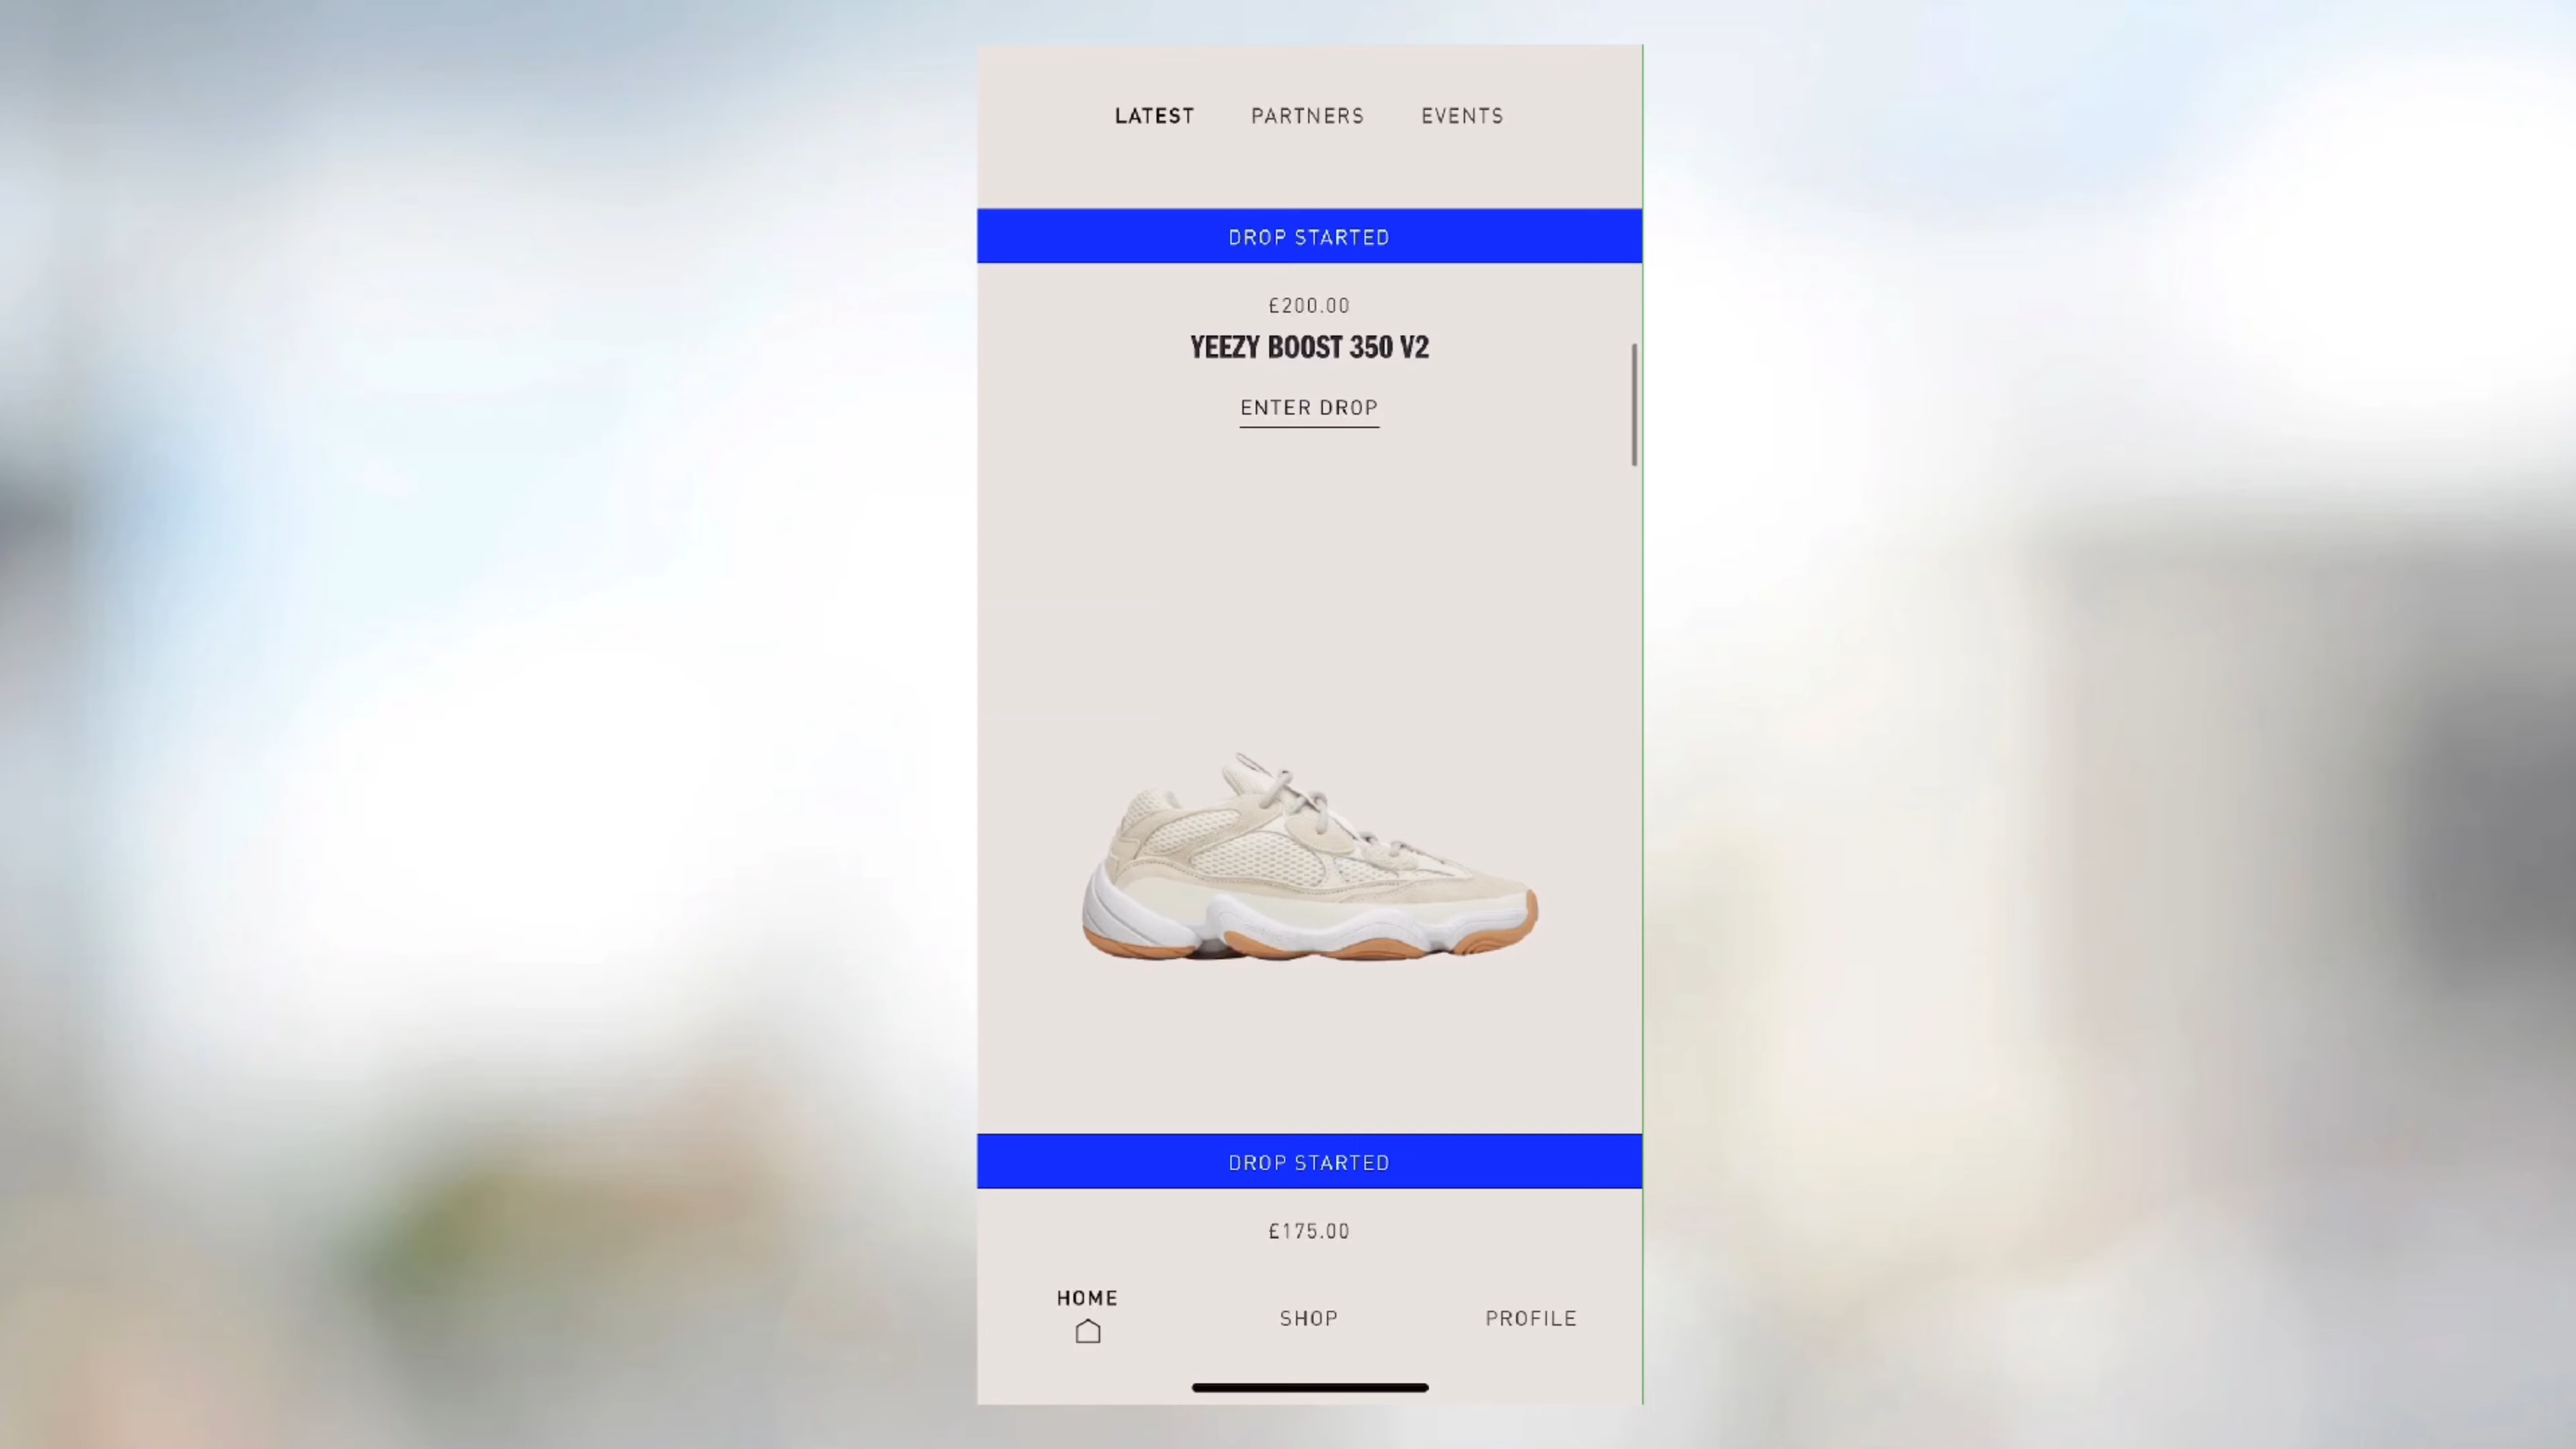 LATEST PARTNERS EVENTS
DROP STARTED
£200.00
YEEZY BOOST 350 V2
ENTER DROP
DROP STARTED
£175.00
HOME SHOP PROFILE